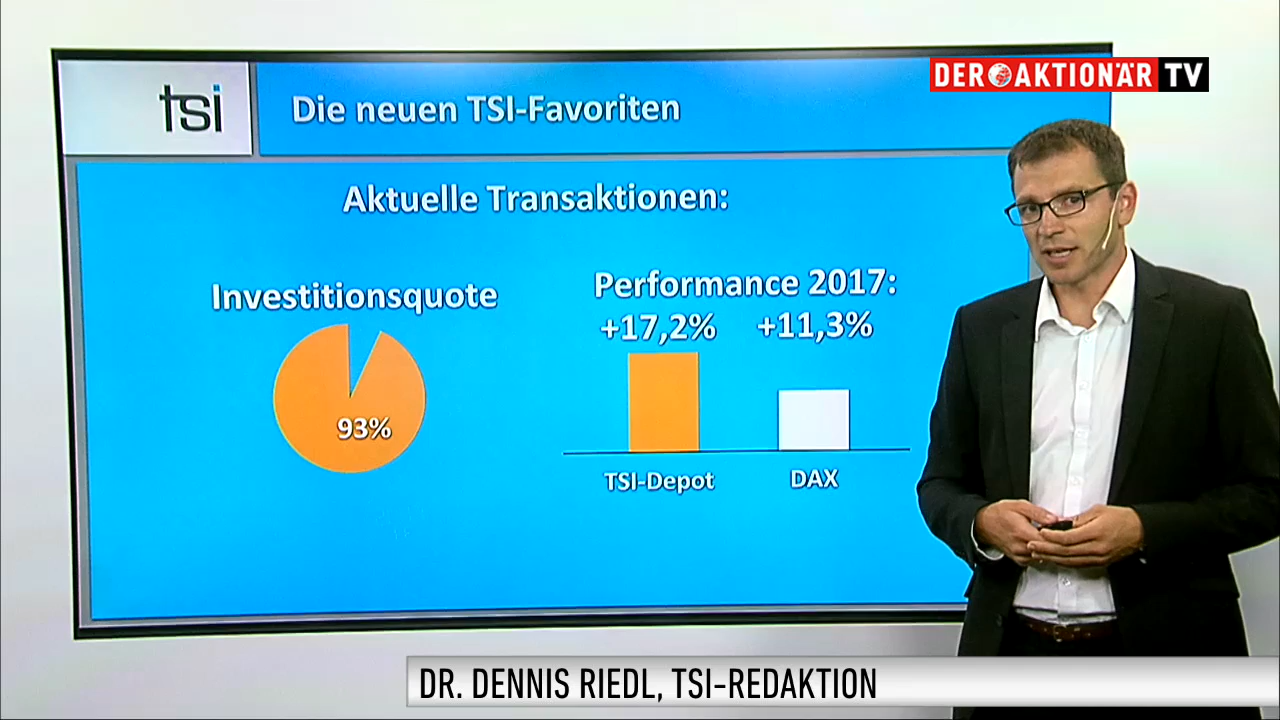 DER AKTIONÄR TV
tsi
Die neuen TSI-Favoriten
Aktuelle Transaktionen:
Investitionsquote
93%
Performance 2017:
+17,2% +11,3%
TSI-Depot DAX
DR. DENNIS RIEDL, TSI-REDAKTION